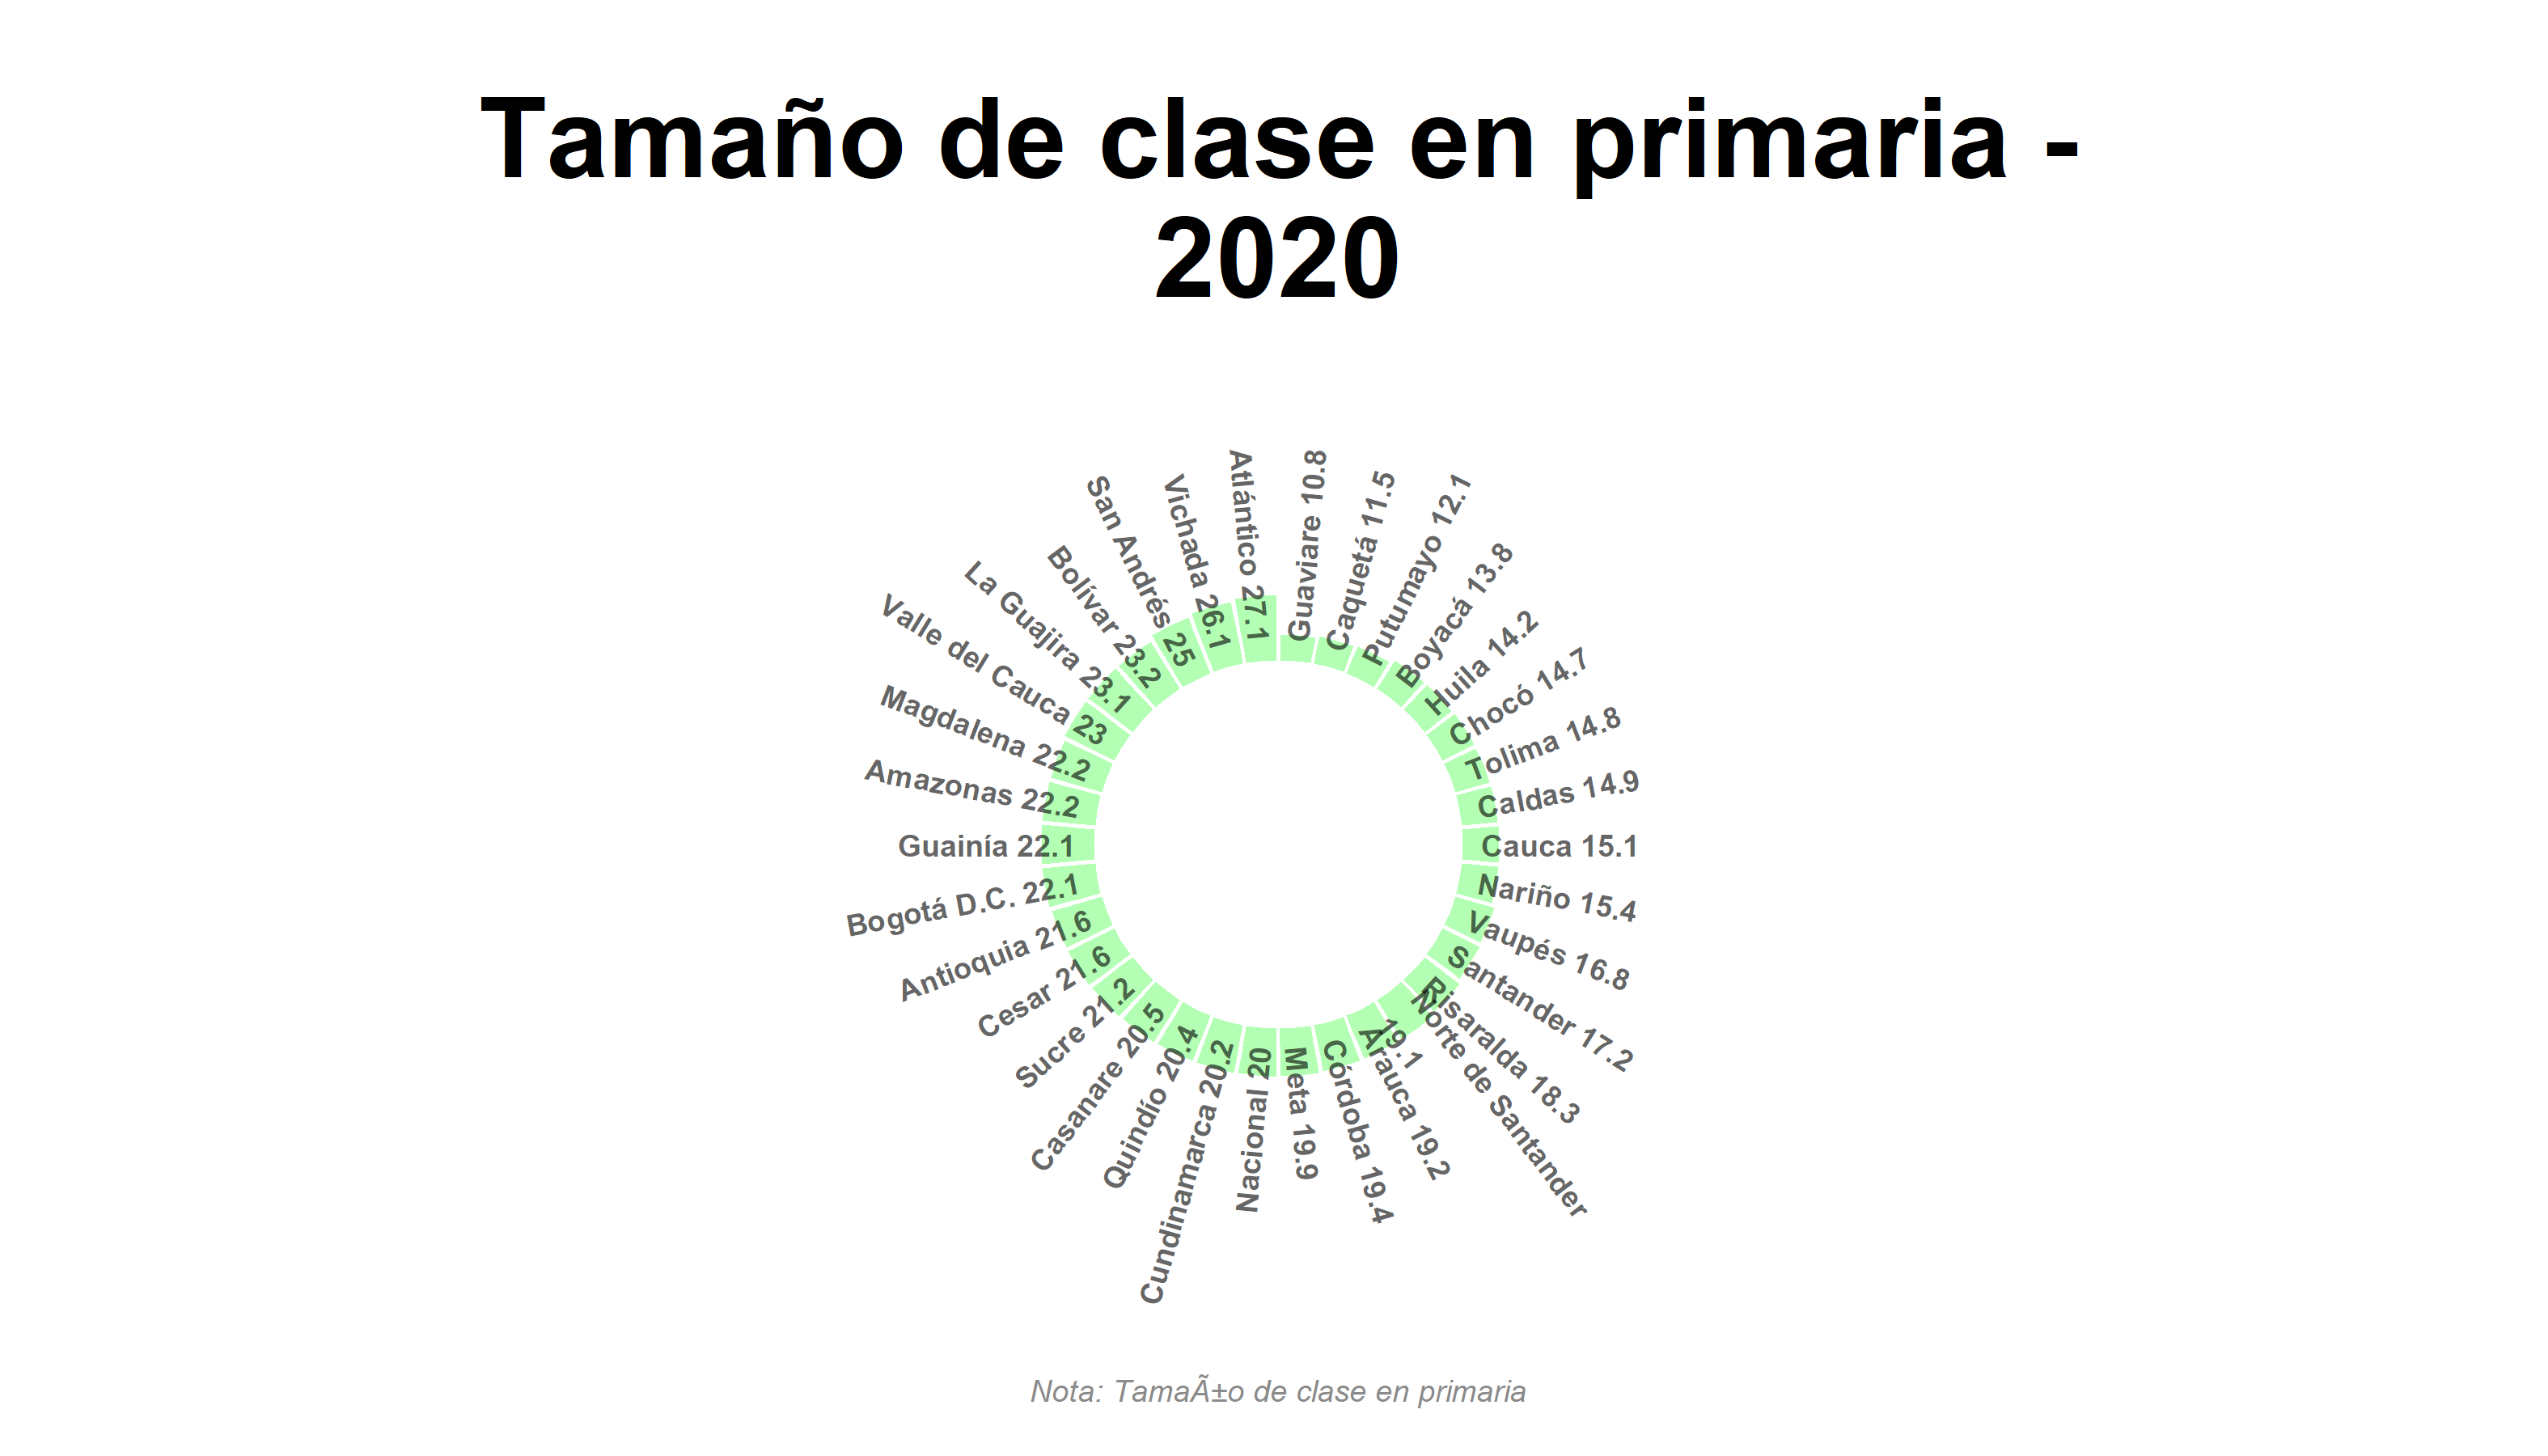 Tamaño de clase en primaria -
2020
Guaviare 10.8
Caquetá 11.5
Putumayo 12.1
Boyacá 13.8
Huila 14.2
Chocó 14.7
Tolima 14.8
Caldas 14.9
Cauca 15.1
Nariño 15.4
Vaupés 16.8
Santander 17.2
Risaralda 18.3
Norte de Santander
19.1
Arauca 19.2
Córdoba 19.4
Meta 19.9
Nacional 20
Cundinamarca 20.2
Quindío 20.4
Casanare 20.5
Sucre 21.2
Cesar 21.6
Antioquia 21.6
Bogotá D.C. 22.1
Guainía 22.1
Amazonas 22.2
Magdalena 22.2
Valle del Cauca 23
La Guajira 23.1
Bolívar 23.2
San Andrés 25
Vichada 26.1
Atlántico 27.1
Nota: TamaÃ±o de clase en primaria